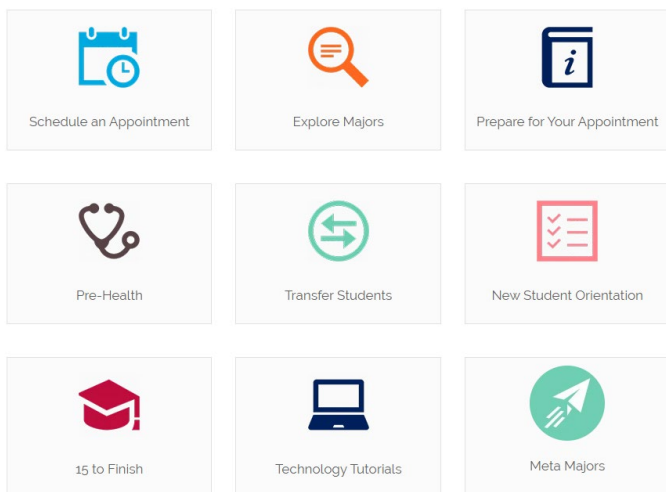 Schedule an Appointment
Explore Majors
i
Prepare for Your Appointment
Pre-Health
Transfer Students
New Student Orientation
15 to Finish
Technology Tutorials
Meta Majors